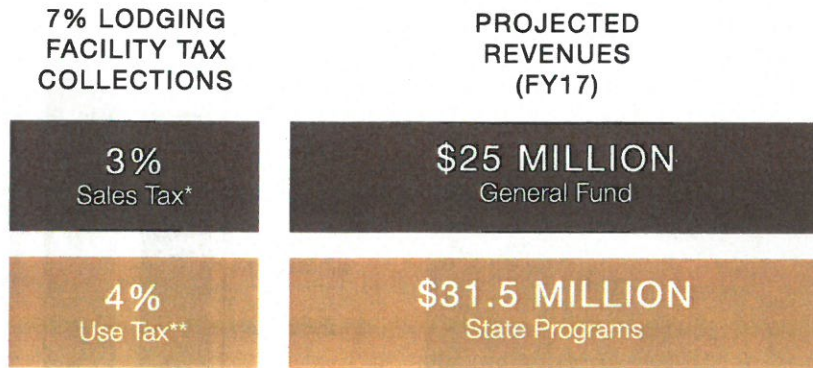 7% LODGING
FACILITY TAX
COLLECTIONS
PROJECTED
REVENUES
(FY17)
3%
Sales Tax*
$25 MILLION
General Fund
4%
Use Tax**
$31.5 MILLION
State Programs